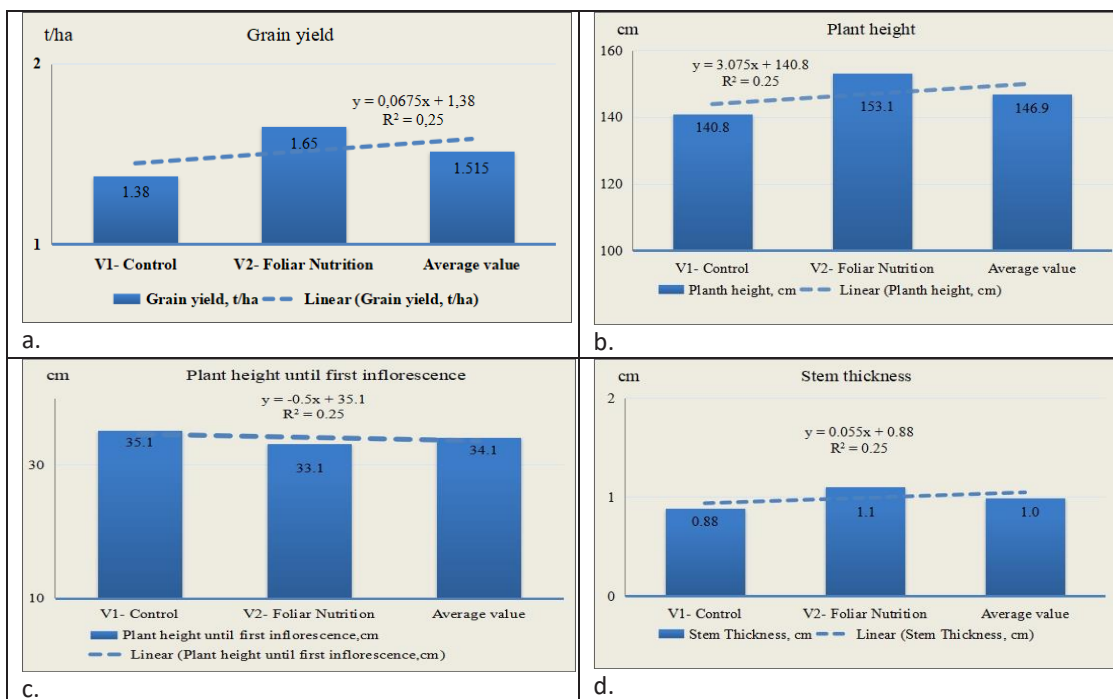 t/ha
Grain yield
2
y = 0,0675x + 1,38
R² = 0,25
1.38
1.65
1.515
1
V1- Control
V2- Foliar Nutrition
Average value
Grain yield, t/ha
Linear (Grain yield, t/ha)
a.
cm
Plant height
160
y = 3.075x + 140.8
R² = 0.25
140.8
153.1
146.9
140
120
100
V1- Control
V2- Foliar Nutrition
Average value
Planth height, cm
Linear (Planth height, cm)
b.
cm
Plant height until first inflorescence
y = -0.5x + 35.1
R² = 0.25
35.1
33.1
34.1
30
10
V1- Control
V2- Foliar Nutrition
Average value
Plant height until first inflorescence,cm
Linear (Plant height until first inflorescence,cm)
c.
cm
Stem thickness
2
y = 0.055x + 0.88
R² = 0.25
1
0.88
1.1
1.0
0
V1- Control
V2- Foliar Nutrition
Average value
Stem Thickness, cm
Linear (Stem Thickness, cm)
d.